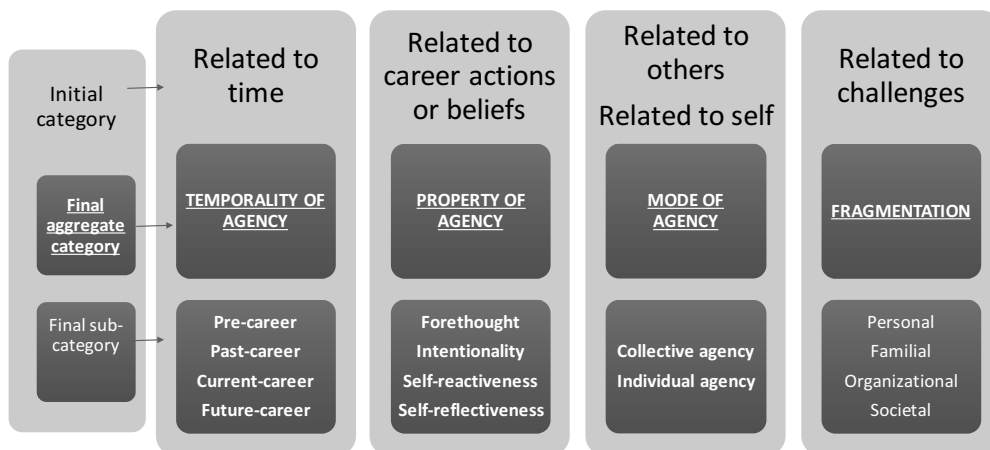 Initial
category
Final
aggregate
category
Final sub-
category
Related to
time
TEMPORALITY OF
AGENCY
Pre-career
Past-career
Current-career
Future-career
Related to
career actions
or beliefs
PROPERTY OF
AGENCY
Forethought
Intentionality
Self-reactiveness
Self-reflectiveness
Related to
others
Related to self
MODE OF
AGENCY
Collective agency
Individual agency
Related to
challenges
FRAGMENTATION
Personal
Familial
Organizational
Societal